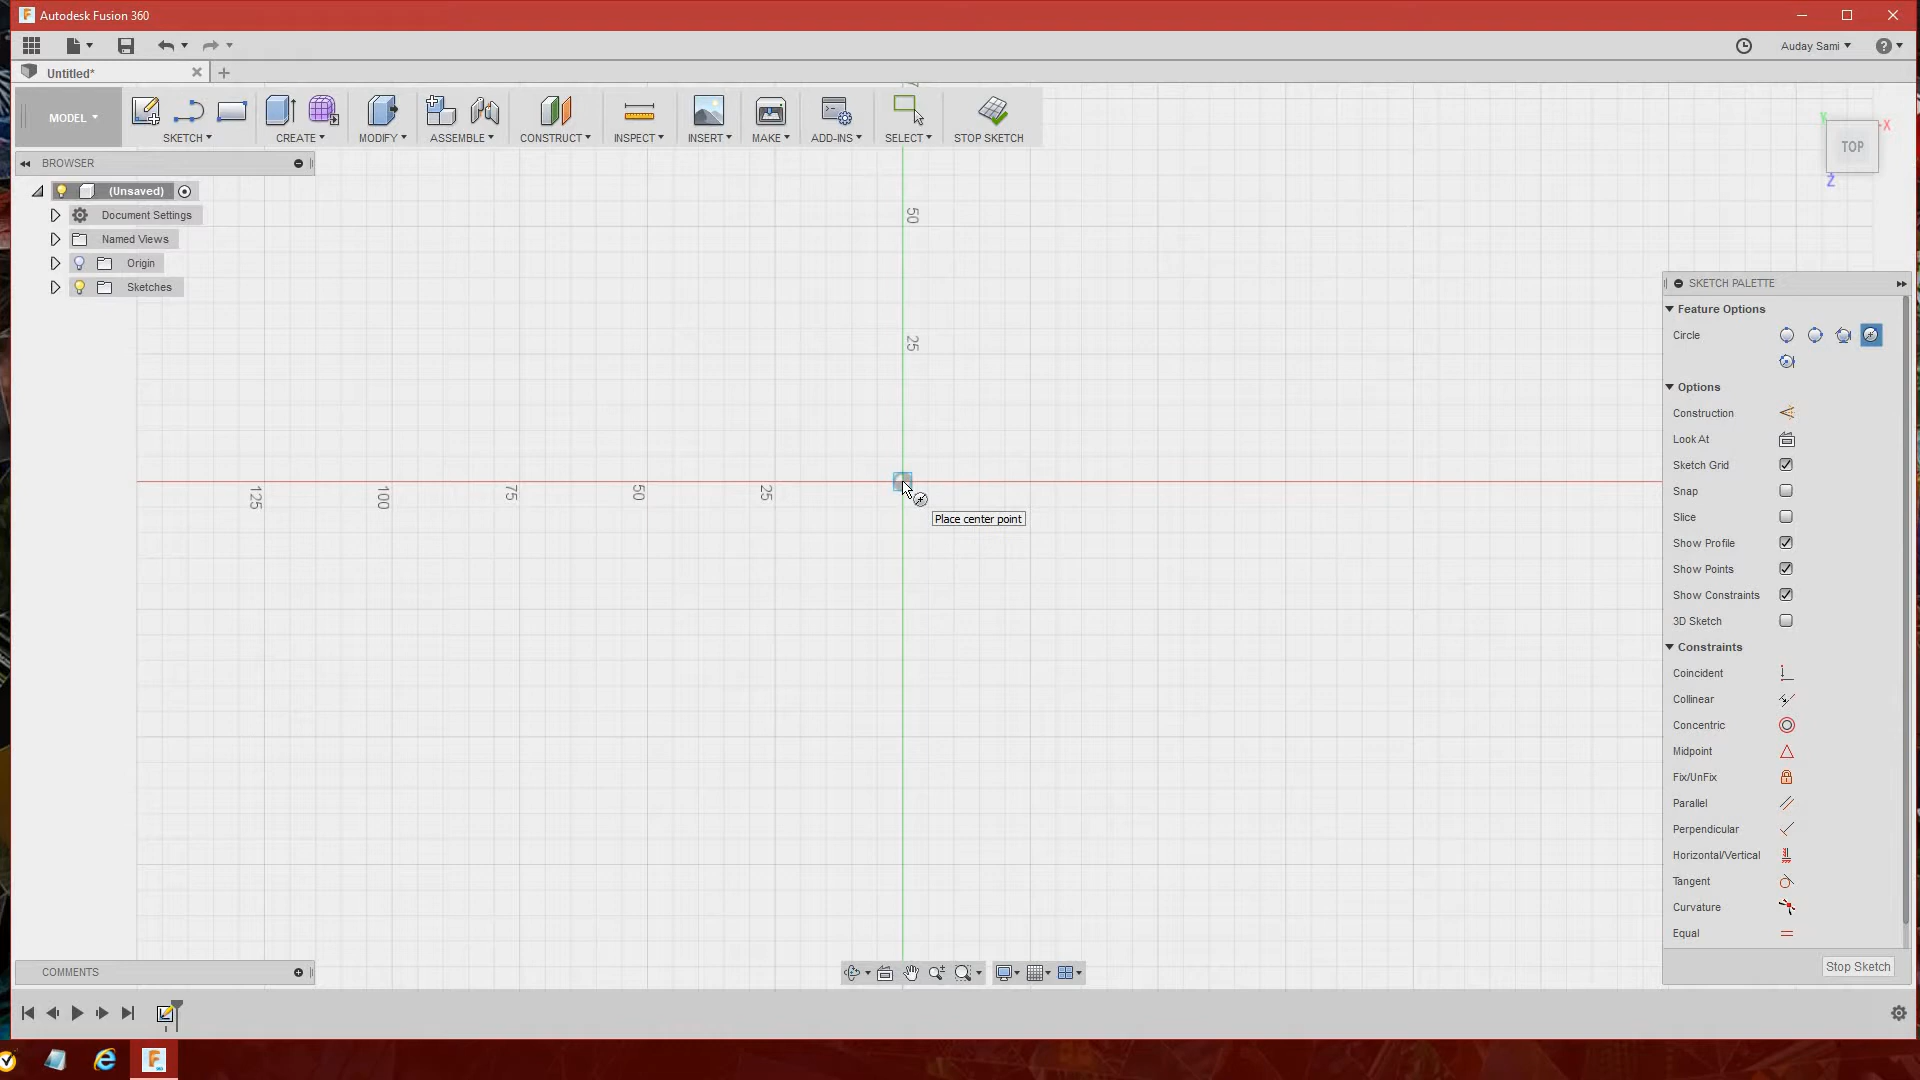 Autodesk Fusion 360
Auday Sami
Untitled*
MODEL
SKETCH
CREATE
MODIFY
ASSEMBLE
CONSTRUCT
INSPECT
INSERT
MAKE
ADD-INS
SELECT
STOP SKETCH
Y
X
TOP
Z
BROWSER
(Unsaved)
Document Settings
Named Views
Origin
Sketches
50
25
125
100
75
50
25
Place center point
SKETCH PALETTE
Feature Options
Circle
Options
Construction
Look At
Sketch Grid
Snap
Slice
Show Profile
Show Points
Show Constraints
3D Sketch
Constraints
Coincident
Collinear
Concentric
Midpoint
Fix/UnFix
Parallel
Perpendicular
Horizontal/Vertical
Tangent
Curvature
Equal
Stop Sketch
COMMENTS